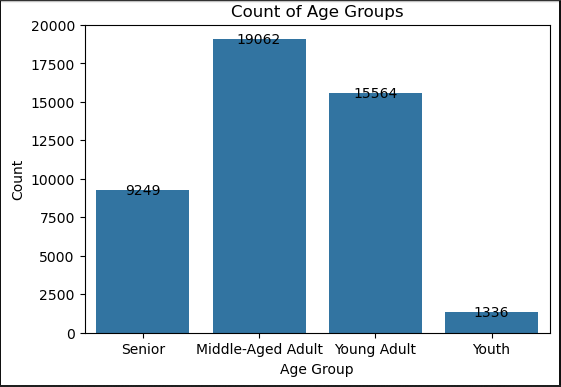 Count of Age Groups
20000
17500
15000
12500
10000
7500
5000
2500
0
Count
9249
19062
15564
1336
Senior
Middle-Aged Adult
Young Adult
Youth
Age Group